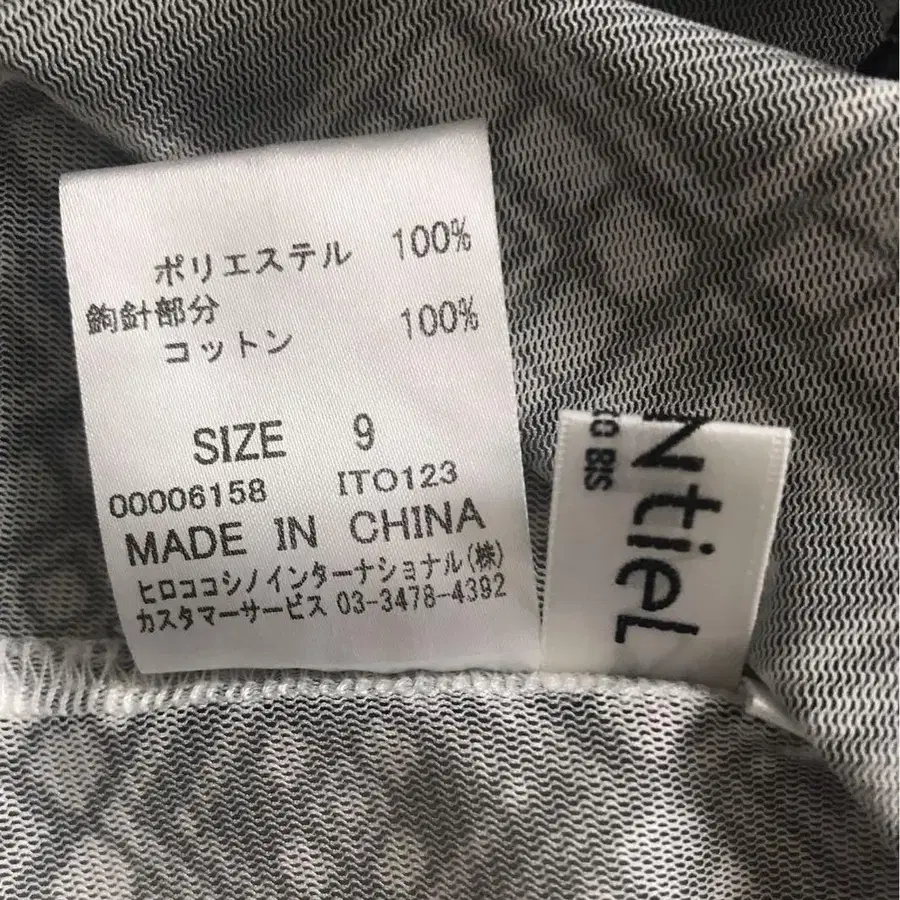 ポリエステル 100%
鉤針部分
コットン 100%
SIZE 9
00006158 ITO123
MADE IN CHINA
ヒロココシノインターナショナル(株)
カスタマーサービス 03-3478-4392
NtieL
BIS